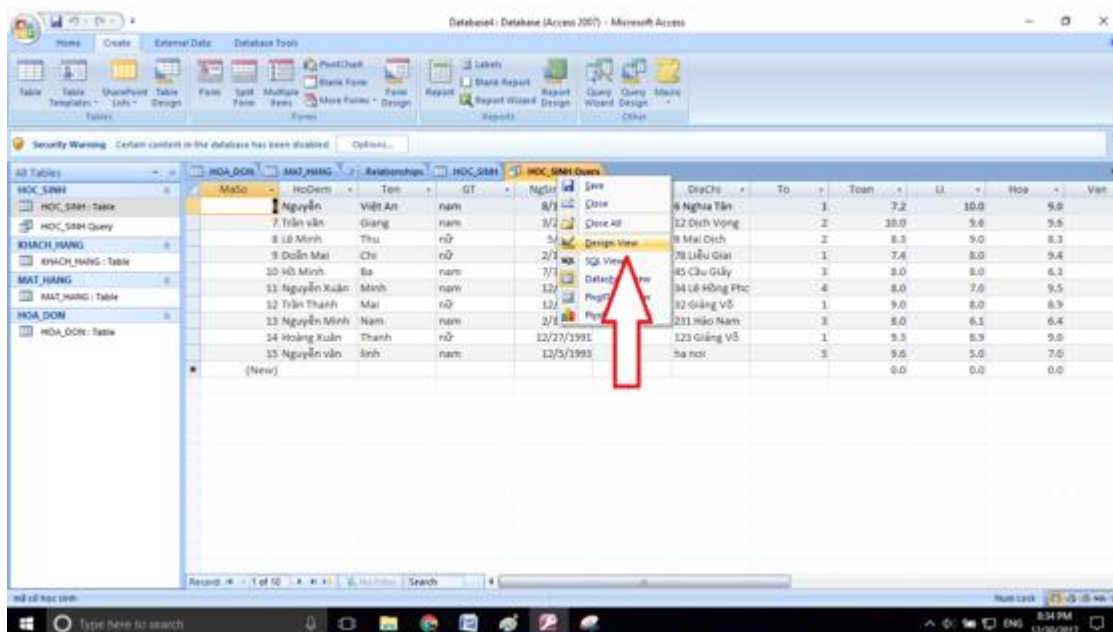 Database4 : Database (Access 2007) - Microsoft Access
Home Create External Data Database Tools
Table
Table Templates
SharePoint Lists
Table Design
Form
Split Form
Multiple Items
PivotChart
Blank Form
More Forms
Form Design
Report
Labels
Blank Report
Report Wizard
Report Design
Query Wizard
Query Design
Macro
Tables Forms Reports Other
Security Warning Certain content in the database has been disabled Options...
All Tables
HOC_SINH
HOC_SINH : Table
HOC_SINH Query
KHACH_HANG
KHACH_HANG : Table
MAT_HANG
MAT_HANG : Table
HOA_DON
HOA_DON : Table
HOA_DON MAT_HANG Relationships HOC_SINH HOC_SINH Query
MaSo HoDem Ten GT DiaChi To Toan Li Hoa Van
Nguyễn Việt An nam 6 Nghĩa Tân 1 7.2 10.0 9.0
7 Trần văn Giang nam 12 Dịch Vọng 2 10.0 9.6 9.6
8 Lê Minh Thu nữ 8 Mai Dịch 2 8.3 9.0 8.3
9 Doãn Mai Chi nữ 78 Liễu Giai 1 7.4 8.0 9.4
10 Hồ Minh Ba nam 45 Cầu Giấy 3 8.0 8.0 6.3
11 Nguyễn Xuân Minh nam 34 Lê Hồng Phc 4 8.0 7.0 9.5
12 Trần Thanh Mai nữ 32 Giảng Võ 1 9.0 8.0 8.9
13 Nguyễn Minh Nam nam 231 Hào Nam 3 8.0 6.5 6.4
14 Hoàng Xuân Thanh nữ 12/27/1991 123 Giảng Võ 1 9.3 8.9 9.0
15 Nguyễn văn linh nam 12/5/1993 ha noi 5 9.6 5.0 7.0
(New) 0.0 0.0 0.0
Save
Close
Close All
Design View
SQL View
Record: 1 of 10 No Filter Search
mã số học sinh
Num Lock
Type here to search
ENG
8:34 PM
12/20/2017